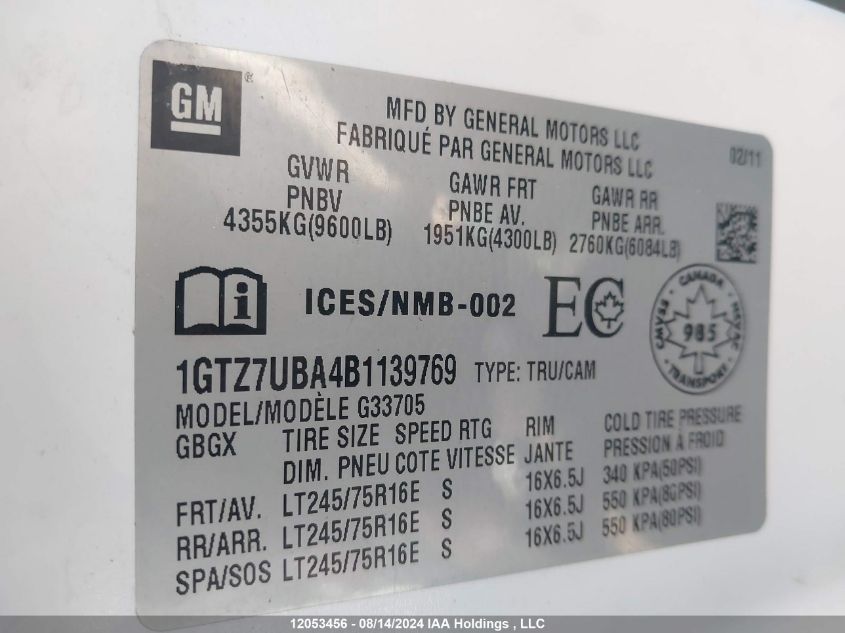 GM ®
MFD BY GENERAL MOTORS LLC
FABRIQUÉ PAR GENERAL MOTORS LLC
02/11
GVWR GAWR FRT GAWR RR
PNBV PNBE AV. PNBE ARR.
4355KG(9600LB) 1951KG(4300LB) 2760KG(6084LB)
i ICES/NMB-002 EC
CANADA
CMVSS 985 NSVAC
TRANSPORT
1GTZ7UBA4B1139769 TYPE: TRU/CAM
MODEL/MODÈLE G33705
GBGX TIRE SIZE SPEED RTG RIM COLD TIRE PRESSURE
DIM. PNEU COTE VITESSE JANTE PRESSION À FROID
FRT/AV. LT245/75R16E S 16X6.5J 340 KPA(50PSI)
RR/ARR. LT245/75R16E S 16X6.5J 550 KPA(80PSI)
SPA/SOS LT245/75R16E S 16X6.5J 550 KPA(80PSI)
12053456 - 08/14/2024 IAA Holdings , LLC